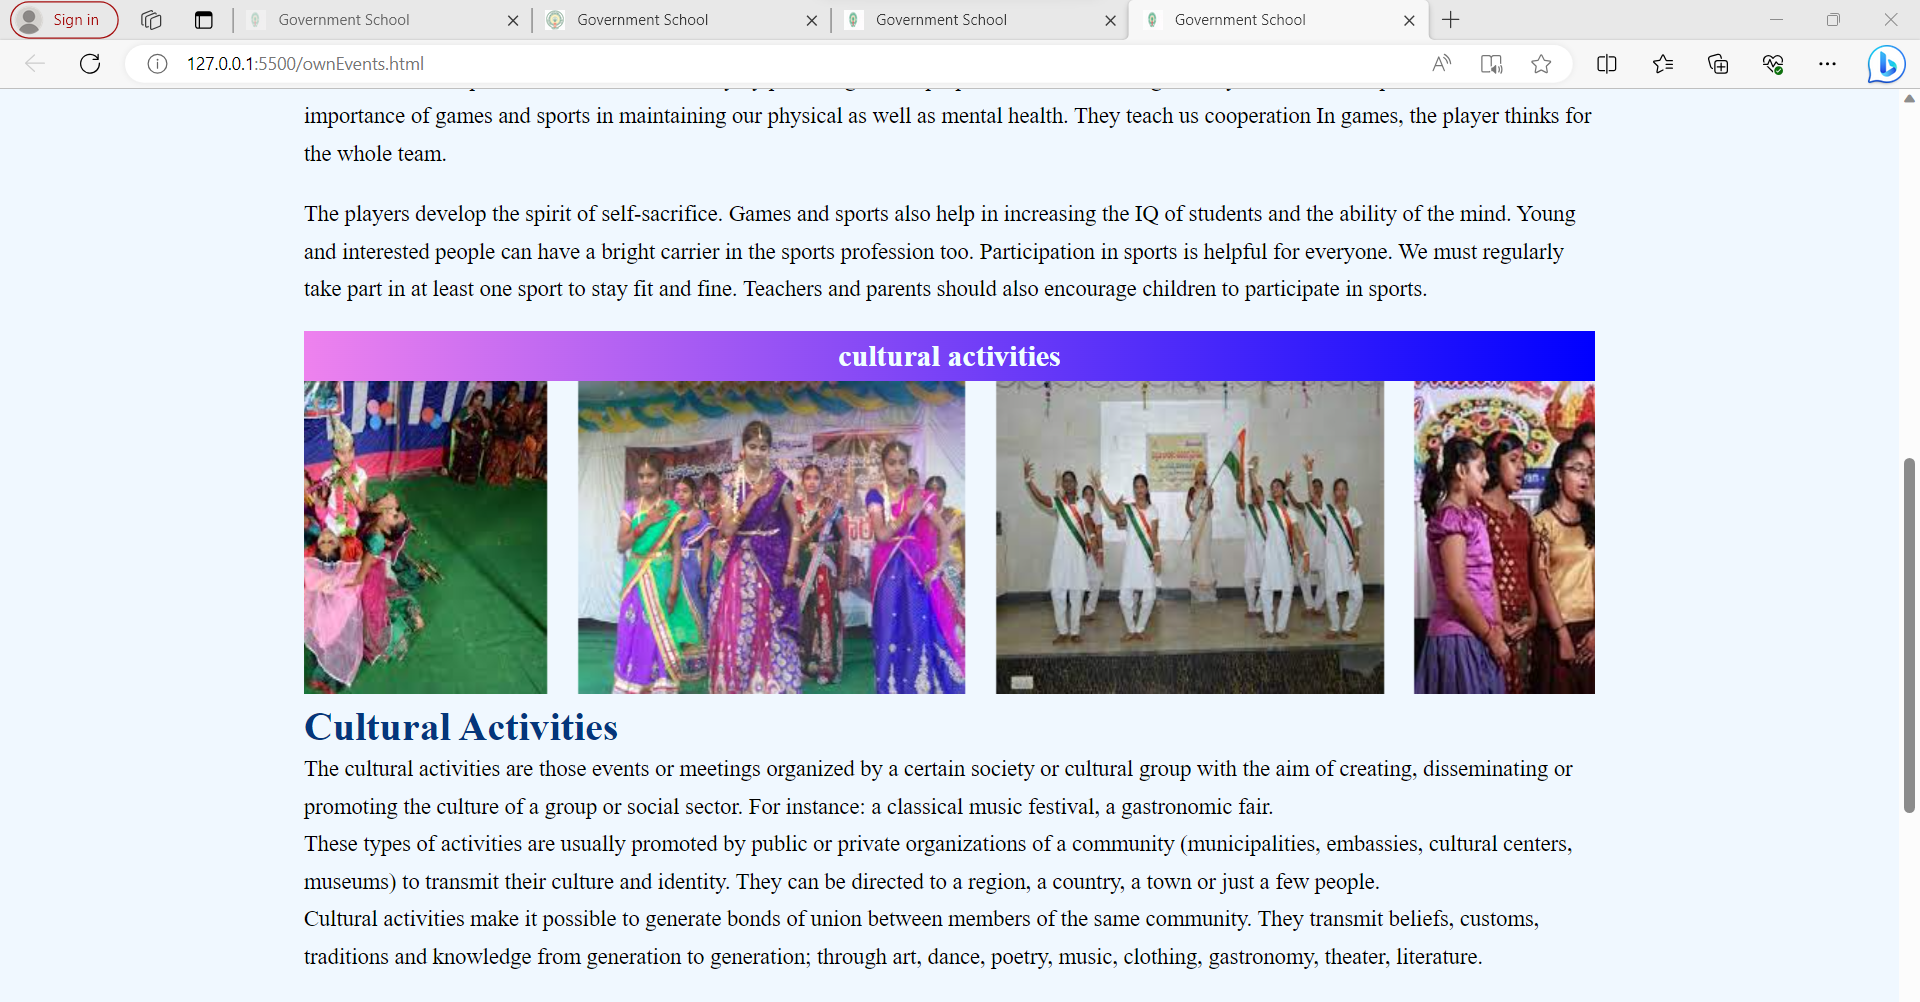 Sign in
Government School
Government School
Government School
Government School
127.0.0.1:5500/ownEvents.html
importance of games and sports in maintaining our physical as well as mental health. They teach us cooperation In games, the player thinks for
the whole team.
The players develop the spirit of self-sacrifice. Games and sports also help in increasing the IQ of students and the ability of the mind. Young
and interested people can have a bright carrier in the sports profession too. Participation in sports is helpful for everyone. We must regularly
take part in at least one sport to stay fit and fine. Teachers and parents should also encourage children to participate in sports.
cultural activities
Cultural Activities
The cultural activities are those events or meetings organized by a certain society or cultural group with the aim of creating, disseminating or
promoting the culture of a group or social sector. For instance: a classical music festival, a gastronomic fair.
These types of activities are usually promoted by public or private organizations of a community (municipalities, embassies, cultural centers,
museums) to transmit their culture and identity. They can be directed to a region, a country, a town or just a few people.
Cultural activities make it possible to generate bonds of union between members of the same community. They transmit beliefs, customs,
traditions and knowledge from generation to generation; through art, dance, poetry, music, clothing, gastronomy, theater, literature.